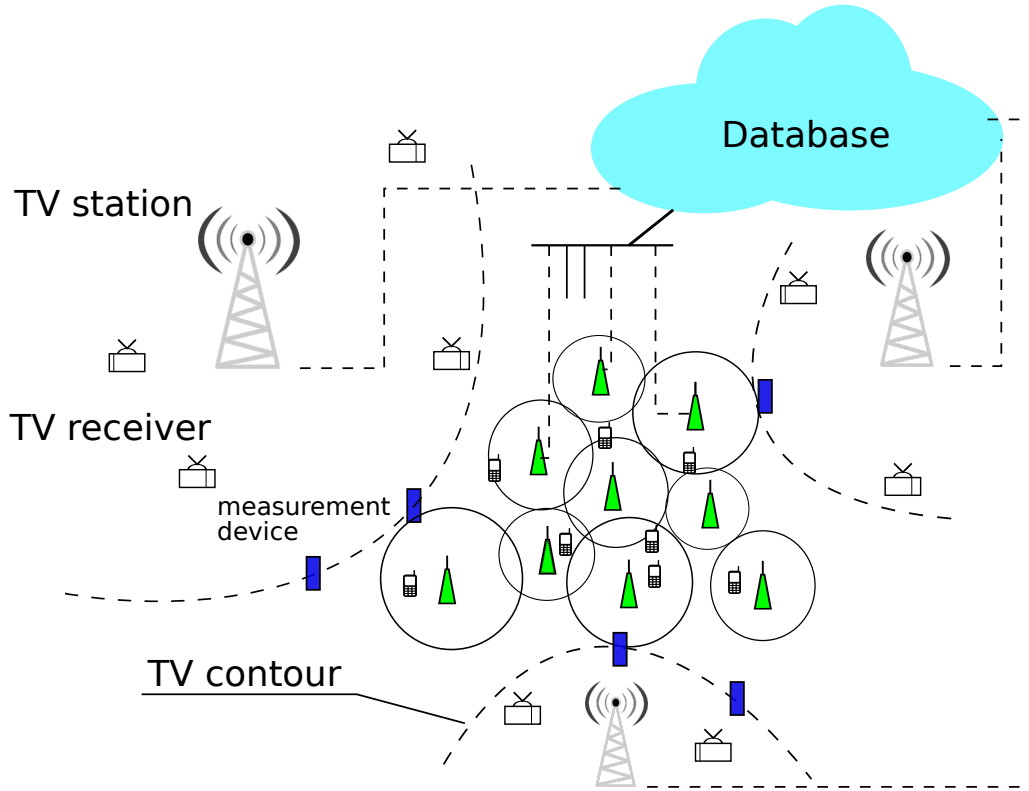 Database
TV station
TV receiver
measurement
device
TV contour